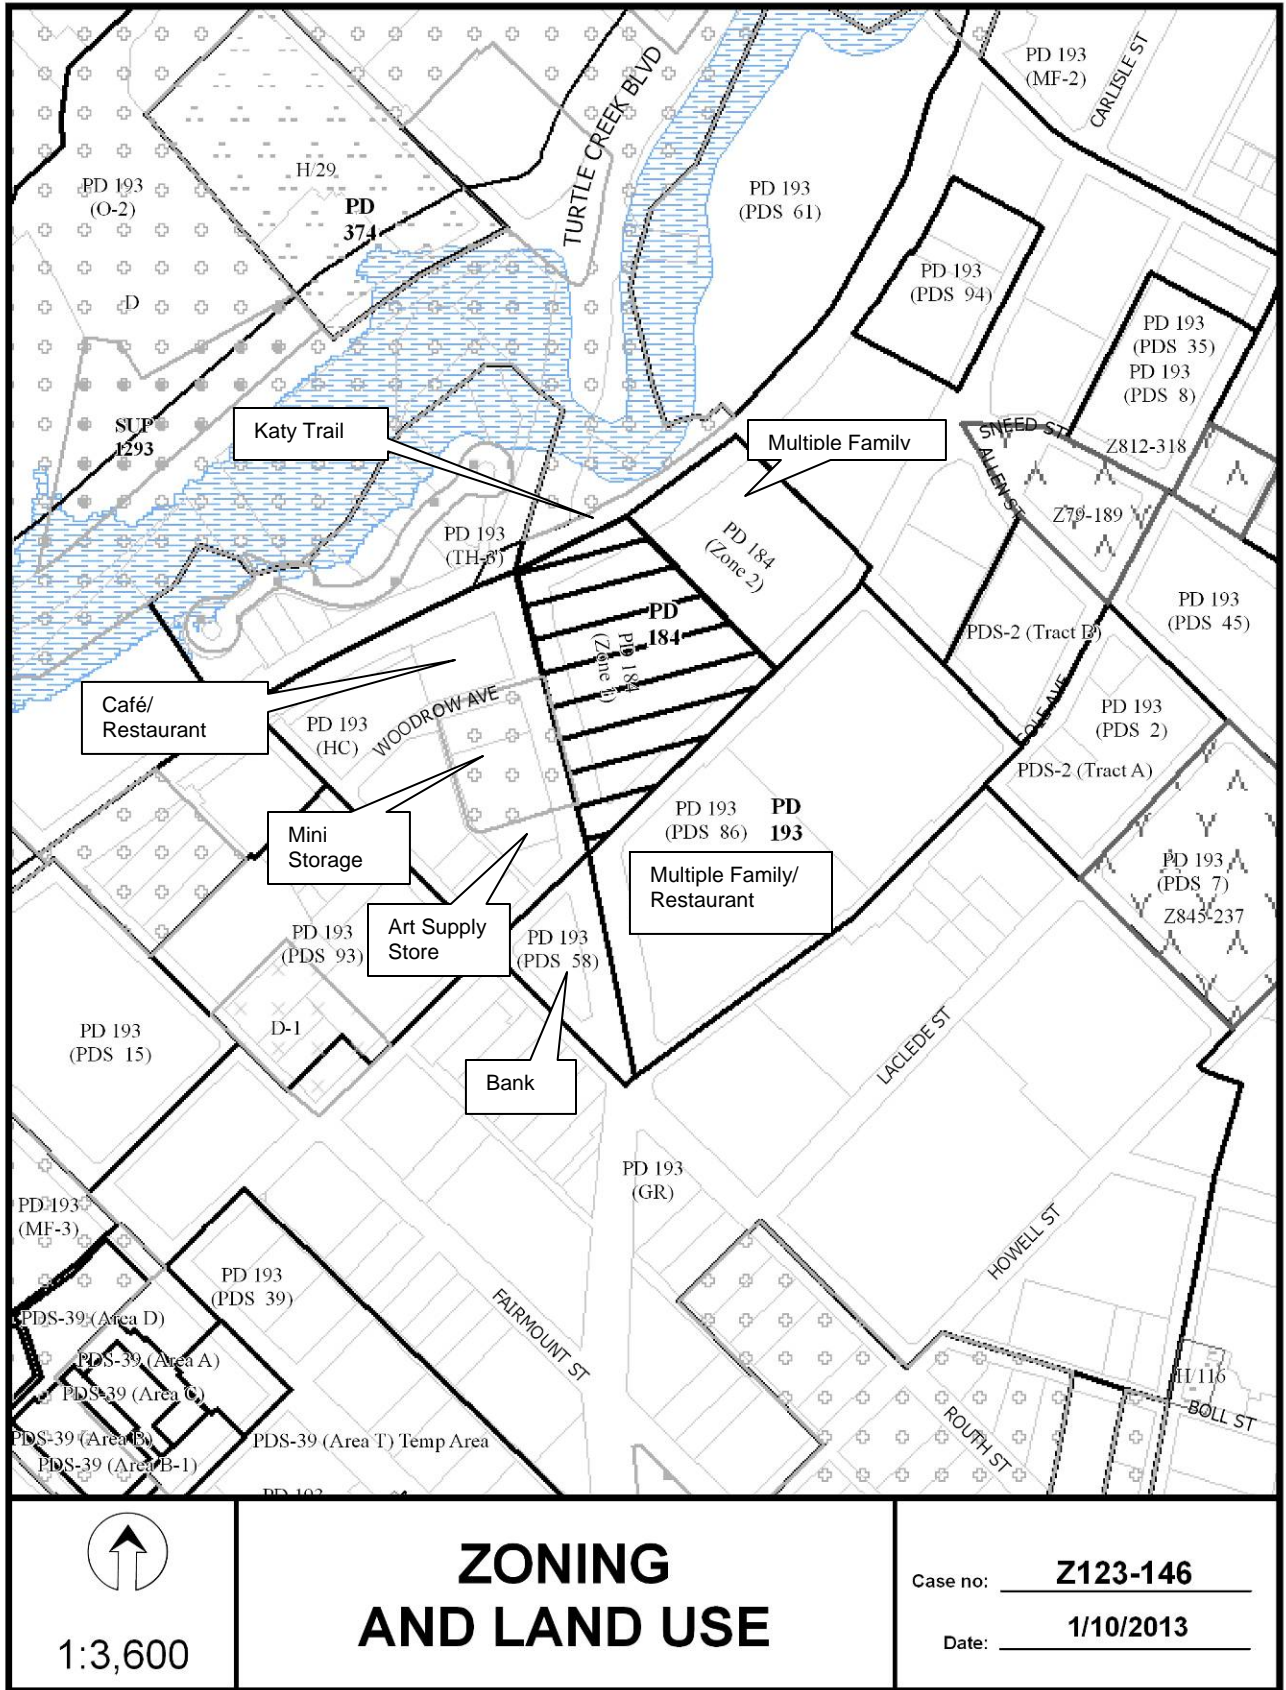 PD 193
(MF-2)
CARLISLE ST
TURTLE CREEK BLVD
H/29
PD 193
(O-2)
PD
374
PD 193
(PDS 61)
PD 193
(PDS 94)
D
PD 193
(PDS 35)
PD 193
(PDS 8)
SUP
1293
Katy Trail
Multiple Family
SNEED ST
Z812-318
ALLEN ST
Z79-189
PD 193
(TH-3)
PD 184
(Zone 2)
PD
184
PD 184
(Zone 1)
PDS-2 (Tract B)
PD 193
(PDS 45)
Café/
Restaurant
WOODROW AVE
PD 193
(HC)
COLE AVE
PD 193
(PDS 2)
PDS-2 (Tract A)
Mini
Storage
PD 193
(PDS 86)
PD
193
Multiple Family/
Restaurant
PD 193
(PDS 7)
Z845-237
PD 193
(PDS 93)
Art Supply
Store
PD 193
(PDS 58)
D-1
PD 193
(PDS 15)
Bank
LACLEDE ST
PD 193
(GR)
PD 193
(MF-3)
HOWELL ST
PD 193
(PDS 39)
FAIRMOUNT ST
PDS-39 (Area D)
PDS-39 (Area A)
PDS-39 (Area C)
H/116
BOLL ST
ROUTH ST
PDS-39 (Area B)
PDS-39 (Area T) Temp Area
PDS-39 (Area B-1)
PD 193
1:3,600
ZONING
AND LAND USE
Case no: Z123-146
Date: 1/10/2013